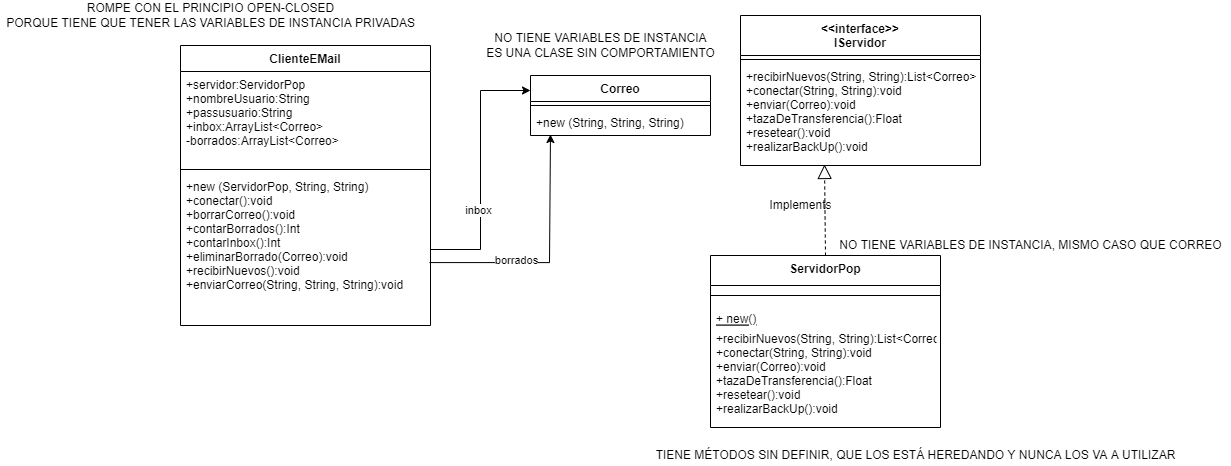 ROMPE CON EL PRINCIPIO OPEN-CLOSED
PORQUE TIENE QUE TENER LAS VARIABLES DE INSTANCIA PRIVADAS
ClienteEMail
+servidor:ServidorPop
+nombreUsuario:String
+passusuario:String
+inbox:ArrayList<Correo>
-borrados:ArrayList<Correo>
+new (ServidorPop, String, String)
+conectar():void
+borrarCorreo():void
+contarBorrados():Int
+contarInbox():Int
+eliminarBorrado(Correo):void
+recibirNuevos():void
+enviarCorreo(String, String, String):void
inbox
borrados
NO TIENE VARIABLES DE INSTANCIA
ES UNA CLASE SIN COMPORTAMIENTO
Correo
+new (String, String, String)
<<interface>>
IServidor
+recibirNuevos(String, String):List<Correo>
+conectar(String, String):void
+enviar(Correo):void
+tazaDeTransferencia():Float
+resetear():void
+realizarBackUp():void
Implements
NO TIENE VARIABLES DE INSTANCIA, MISMO CASO QUE CORREO
ServidorPop
+ new()
+recibirNuevos(String, String):List<Correo
+conectar(String, String):void
+enviar(Correo):void
+tazaDeTransferencia():Float
+resetear():void
+realizarBackUp():void
TIENE MÉTODOS SIN DEFINIR, QUE LOS ESTÁ HEREDANDO Y NUNCA LOS VA A UTILIZAR